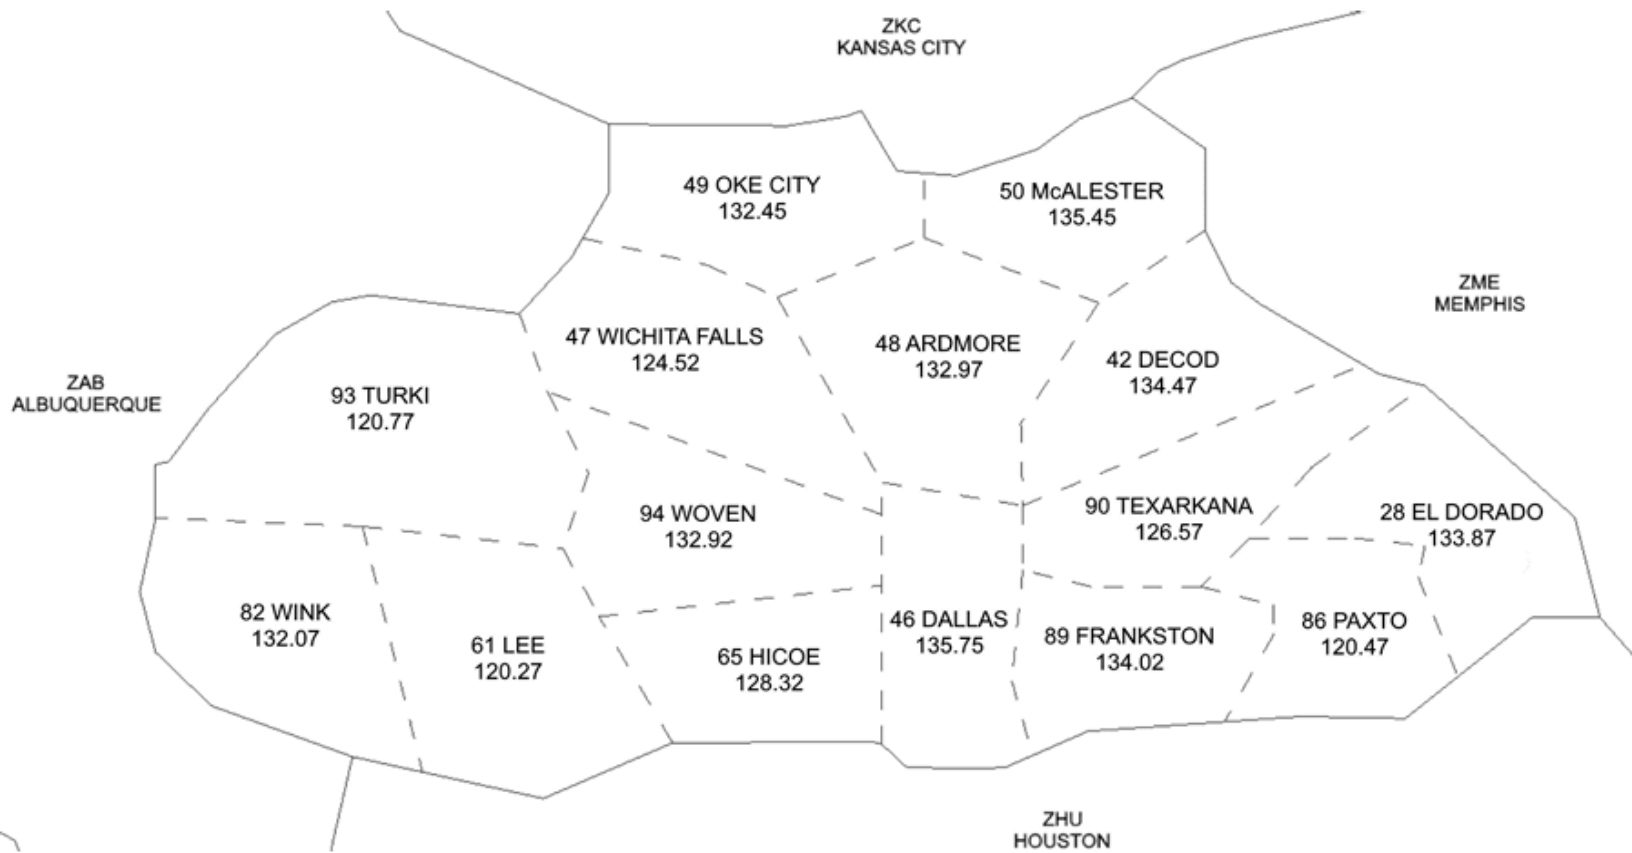 ZKC
KANSAS CITY
49 OKE CITY
132.45
50 McALESTER
135.45
ZME
MEMPHIS
47 WICHITA FALLS
124.52
48 ARDMORE
132.97
42 DECOD
134.47
ZAB
ALBUQUERQUE
93 TURKI
120.77
94 WOVEN
132.92
90 TEXARKANA
126.57
28 EL DORADO
133.87
82 WINK
132.07
61 LEE
120.27
65 HICOE
128.32
46 DALLAS
135.75
89 FRANKSTON
134.02
86 PAXTO
120.47
ZHU
HOUSTON